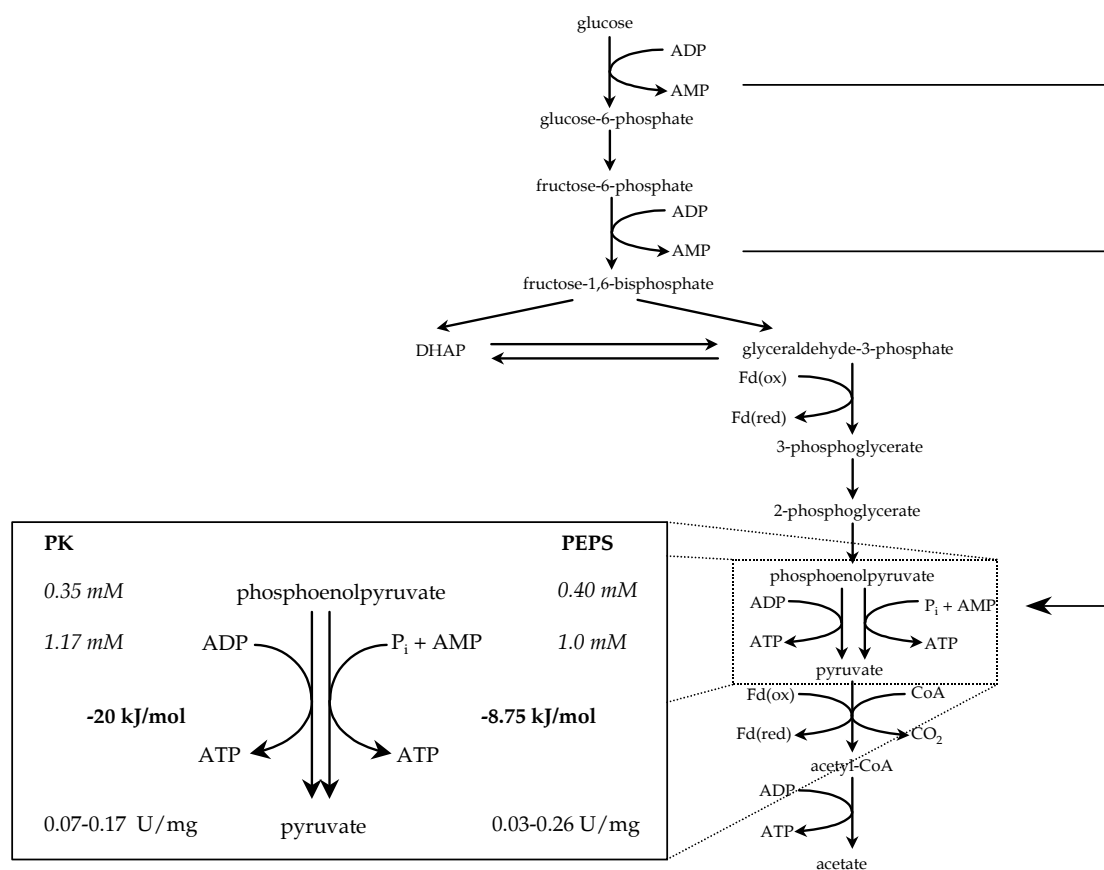 glucose
ADP
AMP
glucose-6-phosphate
fructose-6-phosphate
ADP
AMP
fructose-1,6-bisphosphate
DHAP
glyceraldehyde-3-phosphate
Fd(ox)
Fd(red)
3-phosphoglycerate
2-phosphoglycerate
phosphoenolpyruvate
ADP
Pi + AMP
ATP
ATP
pyruvate
Fd(ox)
CoA
Fd(red)
CO2
acetyl-CoA
ADP
ATP
acetate
PK
PEPS
0.35 mM
phosphoenolpyruvate
0.40 mM
1.17 mM
ADP
Pi + AMP
1.0 mM
-20 kJ/mol
-8.75 kJ/mol
ATP
ATP
0.07-0.17 U/mg
pyruvate
0.03-0.26 U/mg